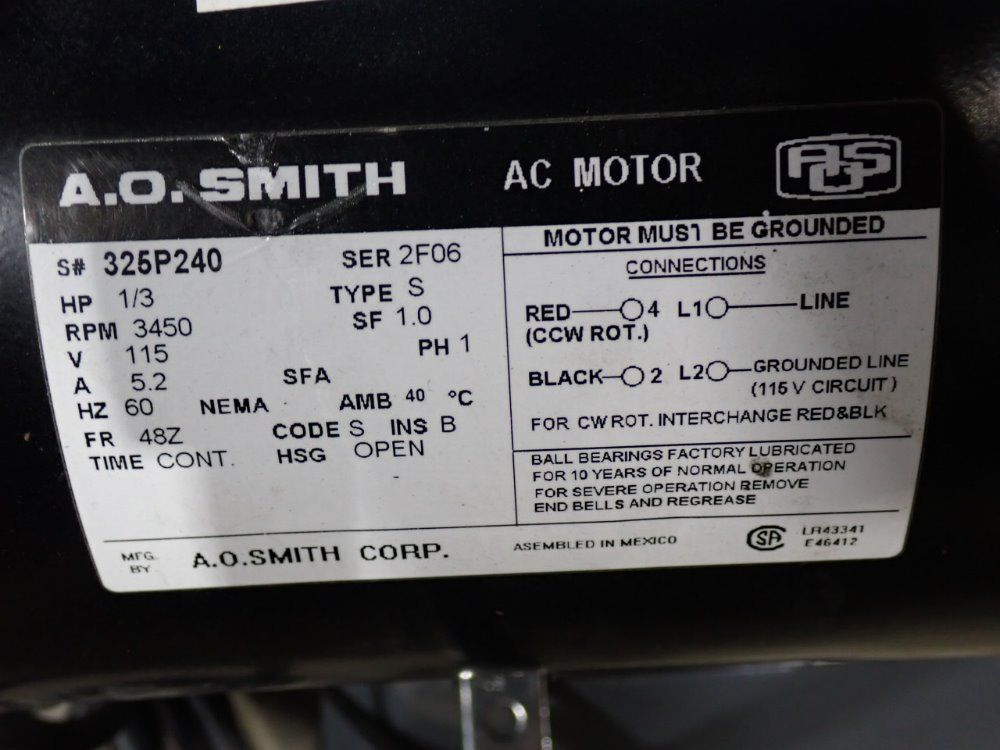 A.O. SMITH
AC MOTOR
AOS
S# 325P240 SER 2F06
HP 1/3 TYPE S
RPM 3450 SF 1.0
V 115 PH 1
A 5.2 SFA
HZ 60 NEMA AMB 40 °C
FR 48Z CODE S INS B
TIME CONT. HSG OPEN
MOTOR MUST BE GROUNDED
CONNECTIONS
RED 4 L1 LINE
(CCW ROT.)
BLACK 2 L2 GROUNDED LINE
(115 V CIRCUIT)
FOR CW ROT. INTERCHANGE RED&BLK
BALL BEARINGS FACTORY LUBRICATED
FOR 10 YEARS OF NORMAL OPERATION
FOR SEVERE OPERATION REMOVE
END BELLS AND REGREASE
MFG. BY A.O.SMITH CORP.
ASEMBLED IN MEXICO
SA
LR43341
E46412